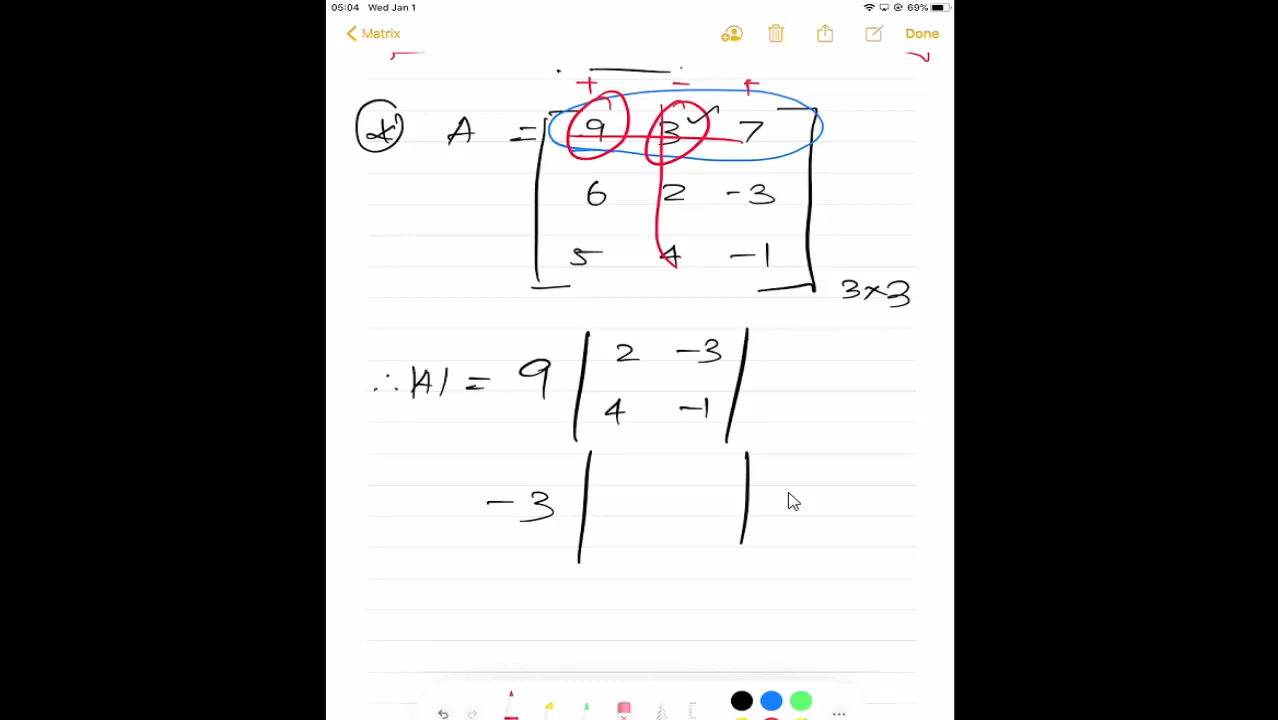 05:04 Wed Jan 1 69%
Matrix Done
+ - +
A = 9 3 7
6 2 -3
5 4 -1
3×3
∴ |A| = 9 | 2 -3 |
4 -1
- 3 | |